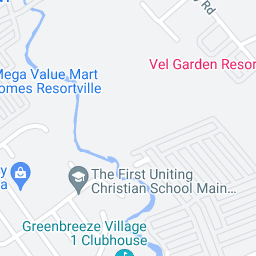 Rd
Vel Garden Resor
Mega Value Mart
omes Resortville
y
a
The First Uniting
Christian School Main...
Greenbreeze Village
1 Clubhouse